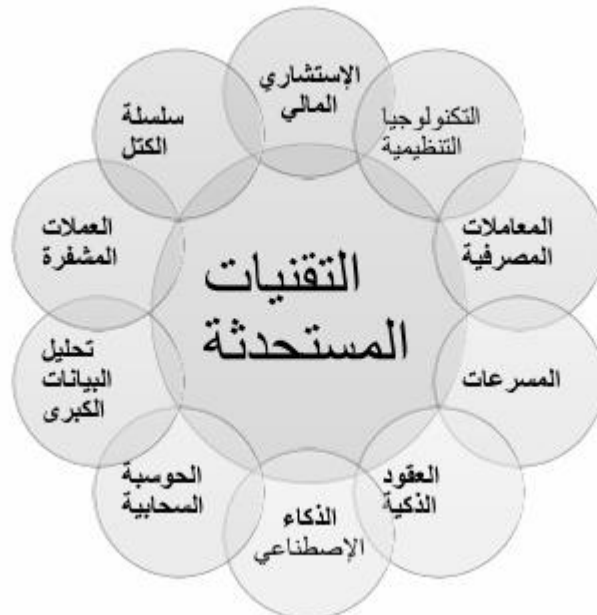 الإستشاري
المالي
التكنولوجيا
التنظيمية
المعاملات
المصرفية
المسرعات
العقود
الذكية
الذكاء
الإصطناعي
الحوسبة
السحابية
تحليل
البيانات
الكبرى
العملات
المشفرة
سلسلة
الكتل
التقنيات
المستحدثة